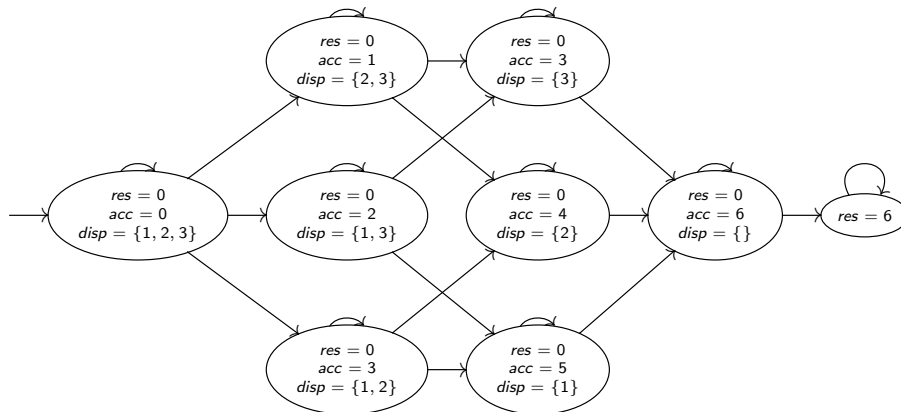 res = 0
acc = 0
disp = {1, 2, 3}
res = 0
acc = 1
disp = {2, 3}
res = 0
acc = 2
disp = {1, 3}
res = 0
acc = 3
disp = {1, 2}
res = 0
acc = 3
disp = {3}
res = 0
acc = 4
disp = {2}
res = 0
acc = 5
disp = {1}
res = 0
acc = 6
disp = {}
res = 6